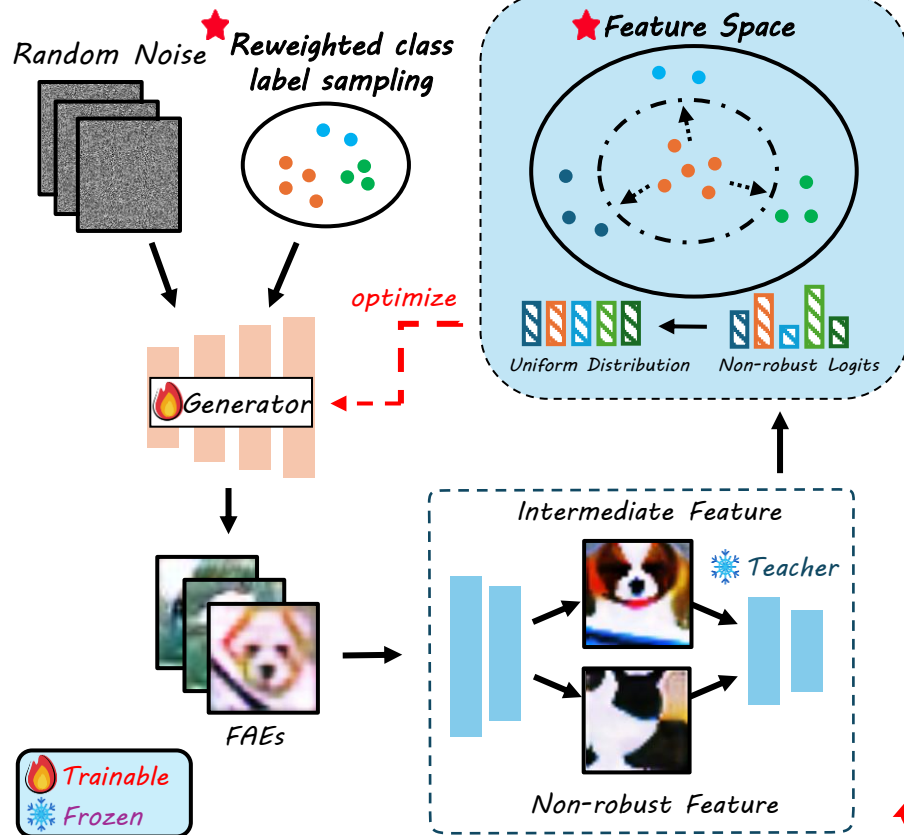 Random Noise
Reweighted class
label sampling
Feature Space
optimize
Uniform Distribution
Non-robust Logits
Generator
Intermediate Feature
Teacher
FAEs
Non-robust Feature
Trainable
Frozen